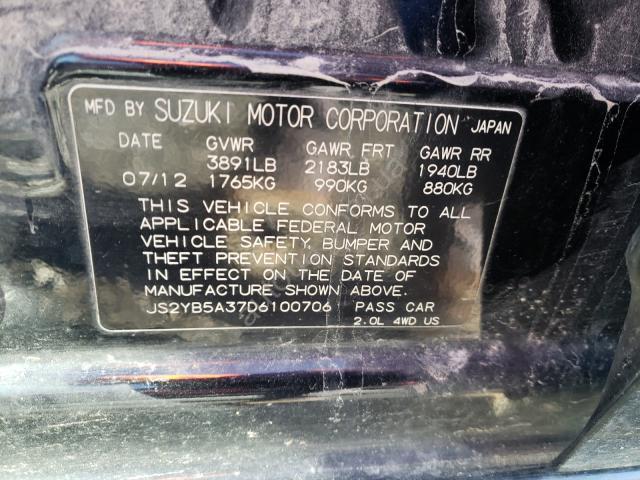 MFD BY SUZUKI MOTOR CORPORATION JAPAN
DATE GVWR GAWR FRT GAWR RR
3891LB 2183LB 1940LB
07/12 1765KG 990KG 880KG
THIS VEHICLE CONFORMS TO ALL
APPLICABLE FEDERAL MOTOR
VEHICLE SAFETY, BUMPER AND
THEFT PREVENTION STANDARDS
IN EFFECT ON THE DATE OF
MANUFACTURE SHOWN ABOVE.
JS2YB5A37D6100706 PASS CAR
2.0L 4WD US